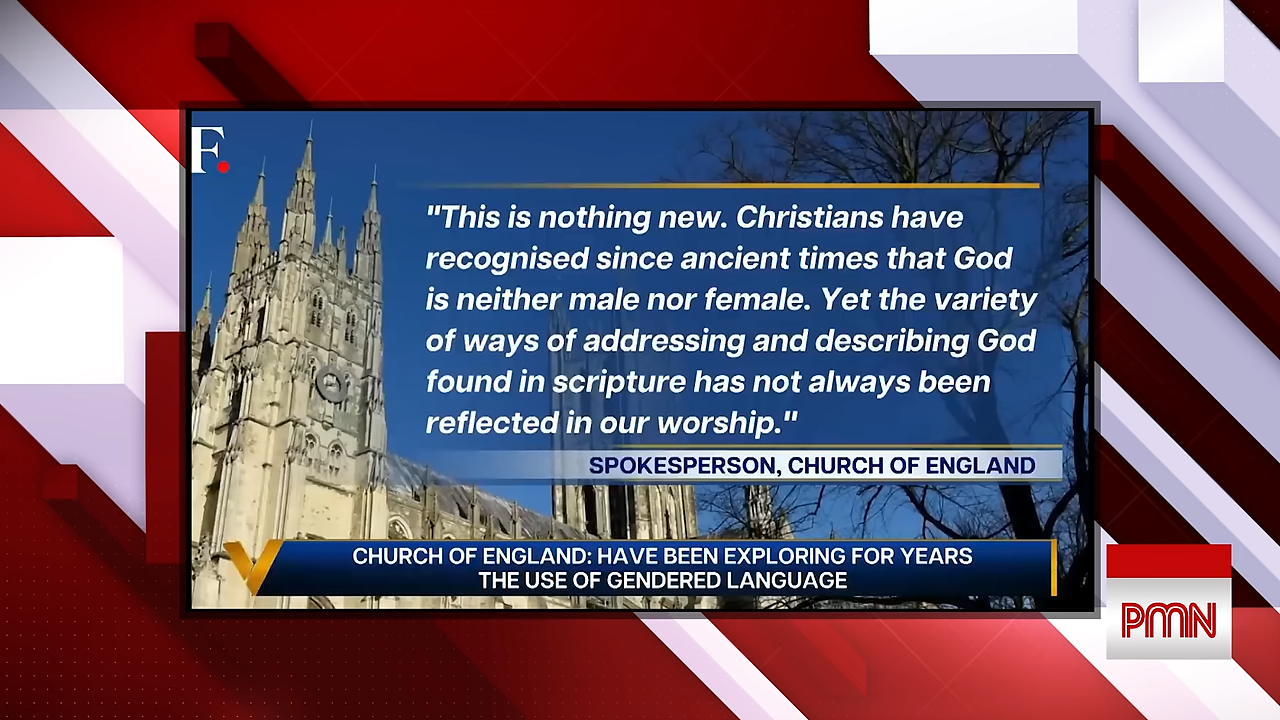 F.
"This is nothing new. Christians have
recognised since ancient times that God
is neither male nor female. Yet the variety
of ways of addressing and describing God
found in scripture has not always been
reflected in our worship."
SPOKESPERSON, CHURCH OF ENGLAND
CHURCH OF ENGLAND: HAVE BEEN EXPLORING FOR YEARS
THE USE OF GENDERED LANGUAGE
PMN